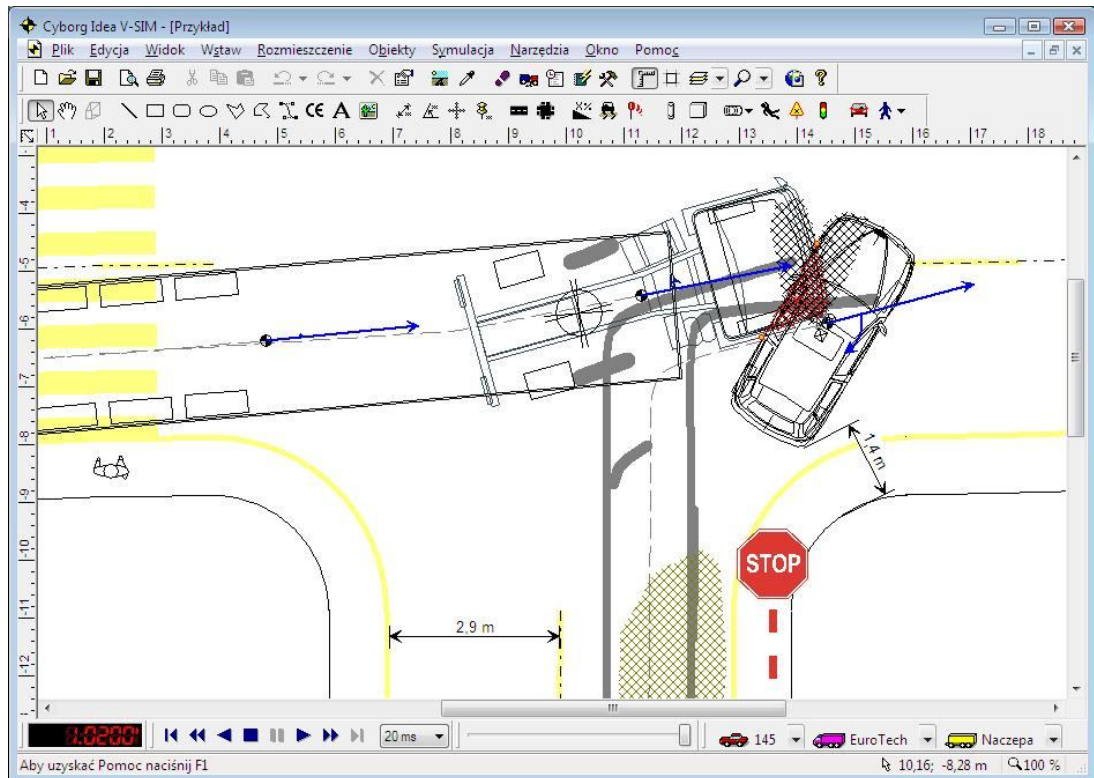 Cyborg Idea V-SIM - [Przykład]
Plik Edycja Widok Wstaw Rozmieszczenie Obiekty Symulacja Narzędzia Okno Pomoc
CЄ A
1 2 3 4 5 6 7 8 9 10 11 12 13 14 15 16 17 18
-4
-5
-6
-7
-8
1,4 m
-9
-10
STOP
-11
2,9 m
-12
1.0200"
20 ms
145
EuroTech
Naczepa
Aby uzyskać Pomoc naciśnij F1
10,16; -8,28 m
100 %